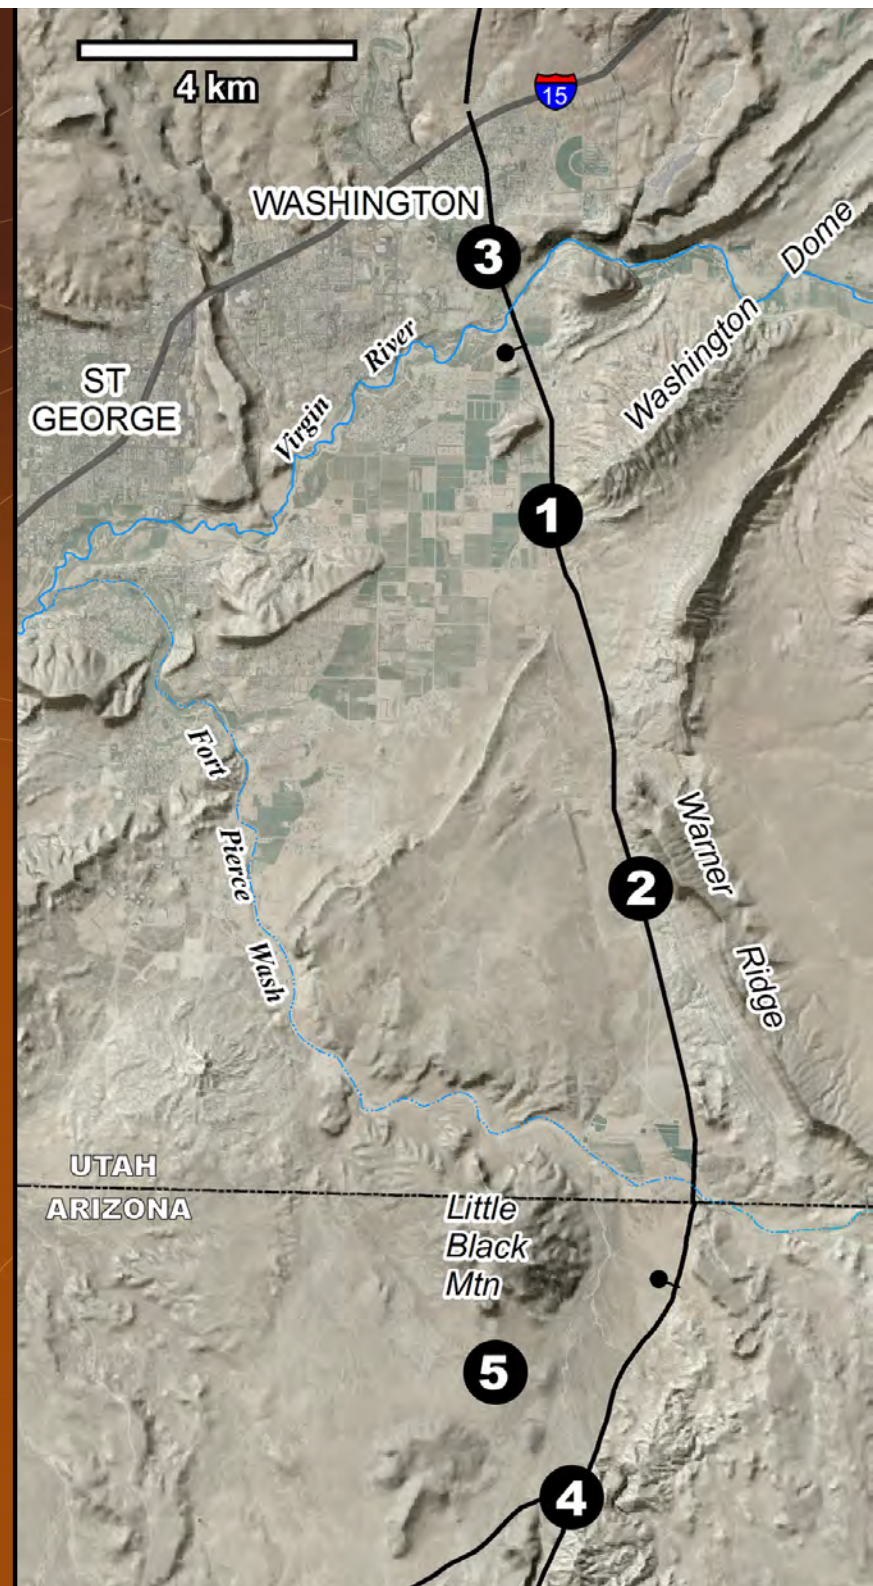 4 km
15
WASHINGTON
3
Dome
Washington
River
Virgin
ST
GEORGE
1
Fort
Pierce
Wash
Warner
Ridge
2
UTAH
ARIZONA
Little
Black
Mtn
5
4